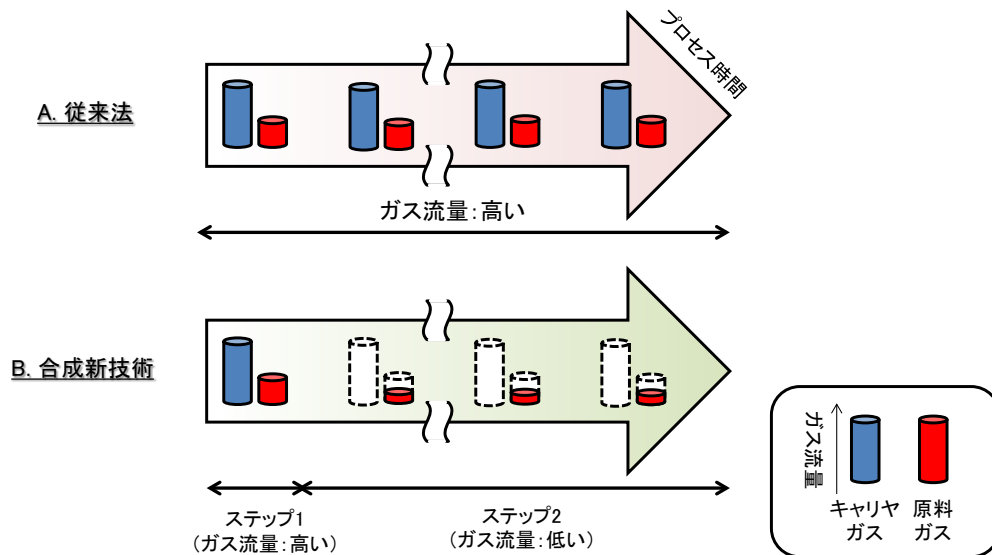 プロセス時間
A. 従来法
ガス流量：高い
B. 合成新技術
ステップ1
（ガス流量：高い）
ステップ2
（ガス流量：低い）
ガス流量
キャリヤ
ガス
原料
ガス